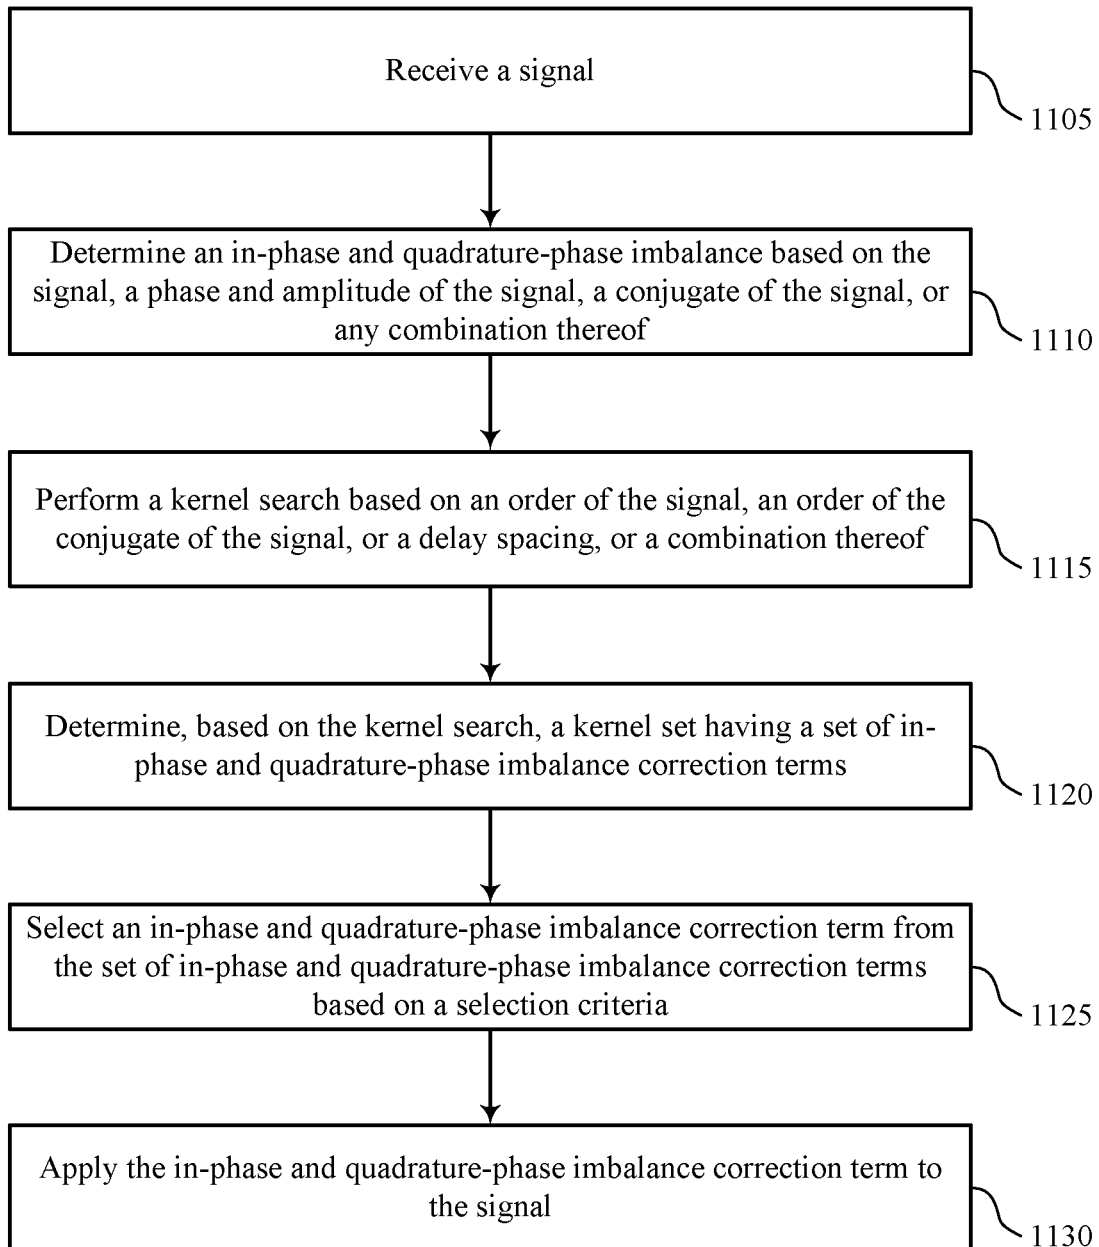 Receive a signal
1105
Determine an in-phase and quadrature-phase imbalance based on the
signal, a phase and amplitude of the signal, a conjugate of the signal, or
any combination thereof
1110
Perform a kernel search based on an order of the signal, an order of the
conjugate of the signal, or a delay spacing, or a combination thereof
1115
Determine, based on the kernel search, a kernel set having a set of in-
phase and quadrature-phase imbalance correction terms
1120
Select an in-phase and quadrature-phase imbalance correction term from
the set of in-phase and quadrature-phase imbalance correction terms
based on a selection criteria
1125
Apply the in-phase and quadrature-phase imbalance correction term to
the signal
1130